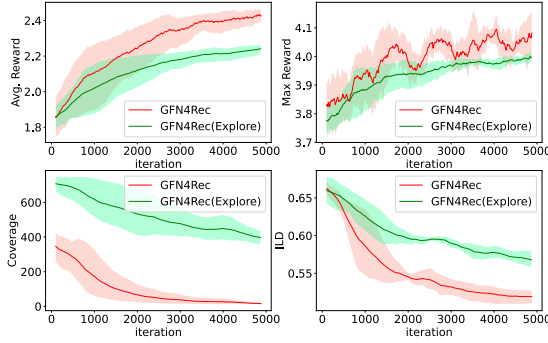 Avg. Reward
2.4
2.2
2.0
1.8
GFN4Rec
GFN4Rec(Explore)
0 1000 2000 3000 4000 5000
iteration
Max Reward
4.1
4.0
3.9
3.8
3.7
GFN4Rec
GFN4Rec(Explore)
0 1000 2000 3000 4000 5000
iteration
Coverage
600
400
200
0
GFN4Rec
GFN4Rec(Explore)
0 1000 2000 3000 4000 5000
iteration
ILD
0.65
0.60
0.55
GFN4Rec
GFN4Rec(Explore)
0 1000 2000 3000 4000 5000
iteration